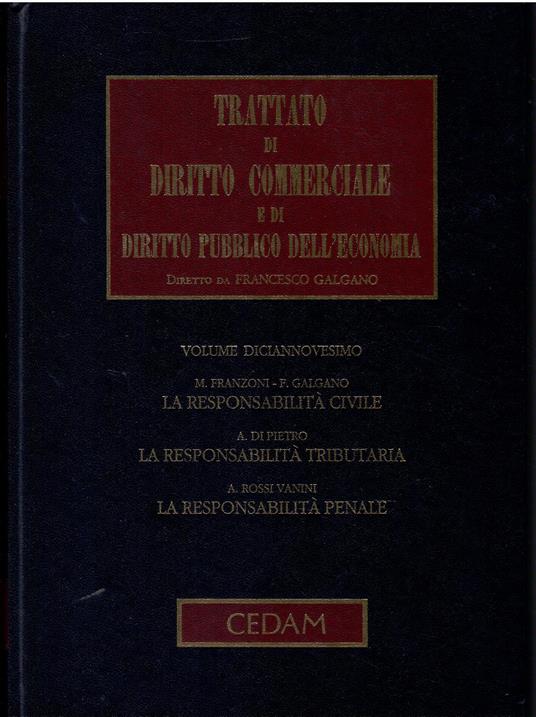 TRATTATO
DI
DIRITTO COMMERCIALE
E DI
DIRITTO PUBBLICO DELL'ECONOMIA
DIRETTO DA FRANCESCO GALGANO
VOLUME DICIANNOVESIMO
M. FRANZONI - F. GALGANO
LA RESPONSABILITÀ CIVILE
A. DI PIETRO
LA RESPONSABILITÀ TRIBUTARIA
A. ROSSI VANINI
LA RESPONSABILITÀ PENALE
CEDAM